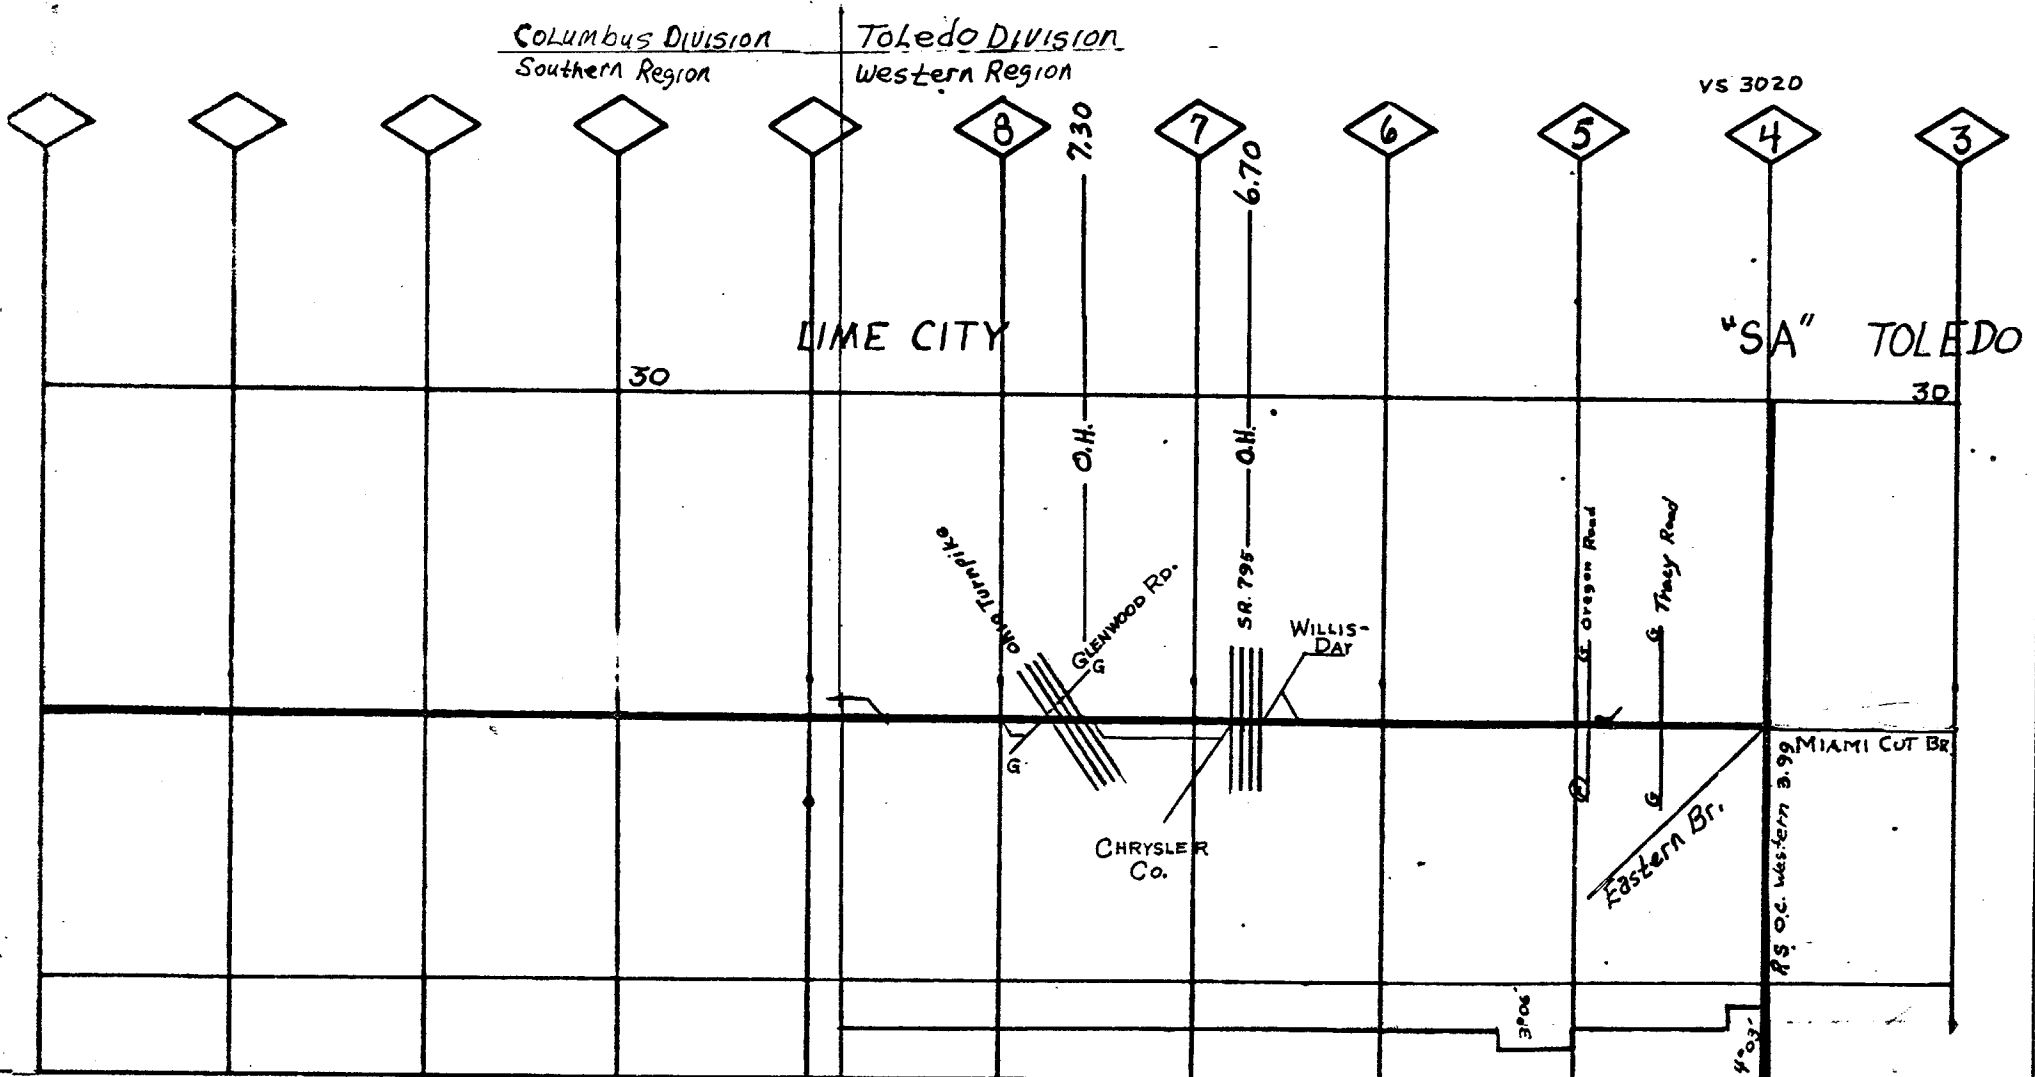 Columbus Division
Southern Region
Toledo Division
Western Region
VS 3020
8
7.30
7
6.70
6
5
4
3
LIME CITY
"SA" TOLEDO
30
30
O.H.
O.H.
Ohio Turnpike
GLENWOOD RD.
G
G
S.R. 795
WILLIS-
DAY
G Oregon Road
G Tracy Road
G
G
MIAMI CUT BR
CHRYSLER
CO.
Eastern Br.
RS O.C. Western 3.99
3°06'
4°03'